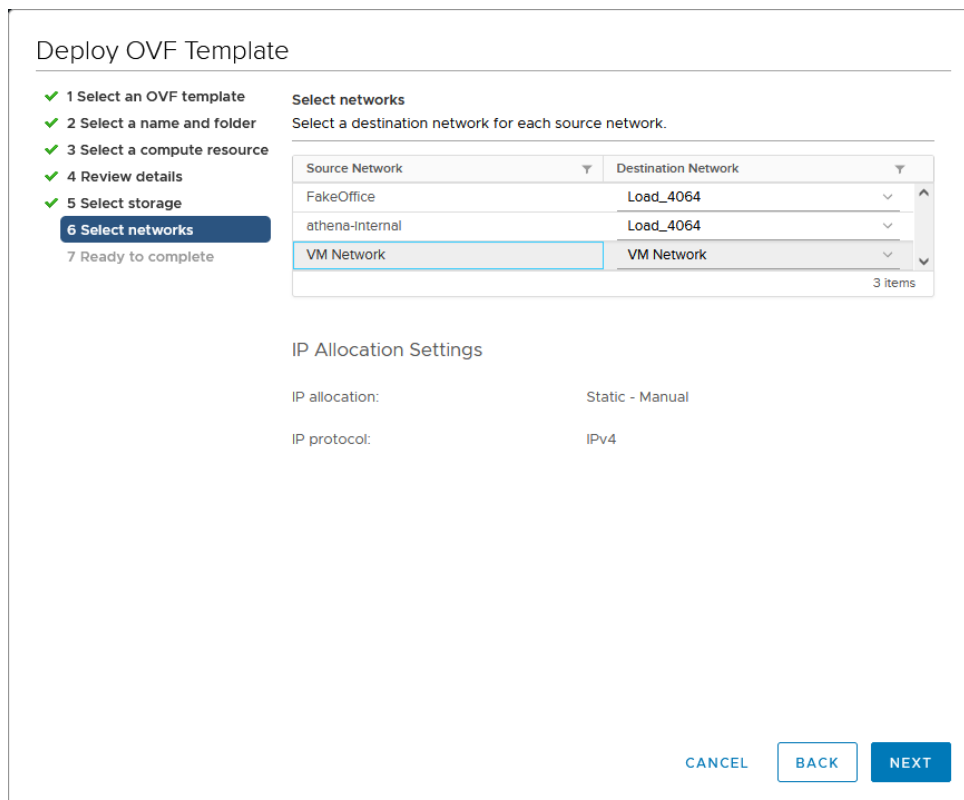 Deploy OVF Template
1 Select an OVF template
2 Select a name and folder
3 Select a compute resource
4 Review details
5 Select storage
6 Select networks
7 Ready to complete
Select networks
Select a destination network for each source network.
Source Network Destination Network
FakeOffice Load_4064
athena-internal Load_4064
VM Network VM Network
3 items
IP Allocation Settings
IP allocation: Static - Manual
IP protocol: IPv4
CANCEL BACK NEXT